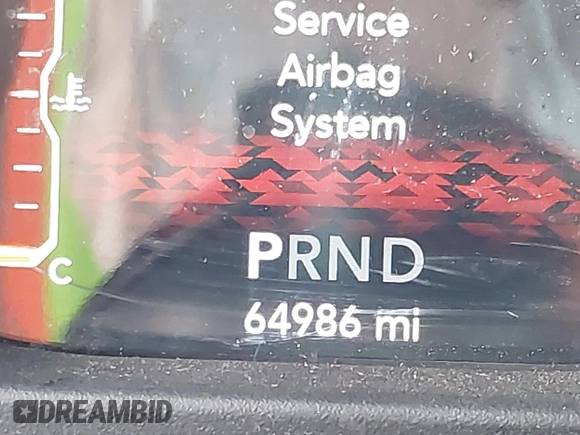 Service
Airbag
System
C
PRND
64986 mi
DREAMBID